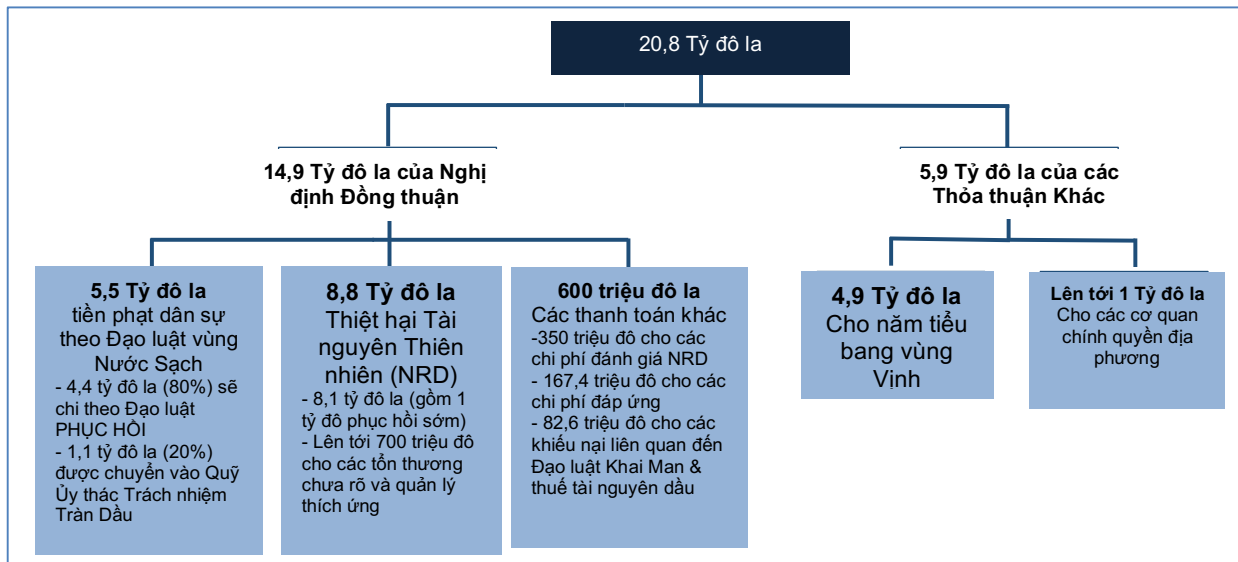 20,8 Tỷ đô la
14,9 Tỷ đô la của Nghị
định Đồng thuận
5,9 Tỷ đô la của các
Thỏa thuận Khác
5,5 Tỷ đô la
tiền phạt dân sự
theo Đạo luật vùng
Nước Sạch
- 4,4 tỷ đô la (80%) sẽ
chi theo Đạo luật
PHỤC HỒI
- 1,1 tỷ đô la (20%)
được chuyển vào Quỹ
Ủy thác Trách nhiệm
Tràn Dầu
8,8 Tỷ đô la
Thiệt hại Tài
nguyên Thiên
nhiên (NRD)
- 8,1 tỷ đô la (gồm 1
tỷ đô phục hồi sớm)
- Lên tới 700 triệu đô
cho các tổn thương
chưa rõ và quản lý
thích ứng
600 triệu đô la
Các thanh toán khác
-350 triệu đô cho các
chi phí đánh giá NRD
- 167,4 triệu đô cho các
chi phí đáp ứng
- 82,6 triệu đô cho các
khiếu nại liên quan đến
Đạo luật Khai Man &
thuế tài nguyên dầu
4,9 Tỷ đô la
Cho năm tiểu
bang vùng
Vịnh
Lên tới 1 Tỷ đô la
Cho các cơ quan
chính quyền địa
phương